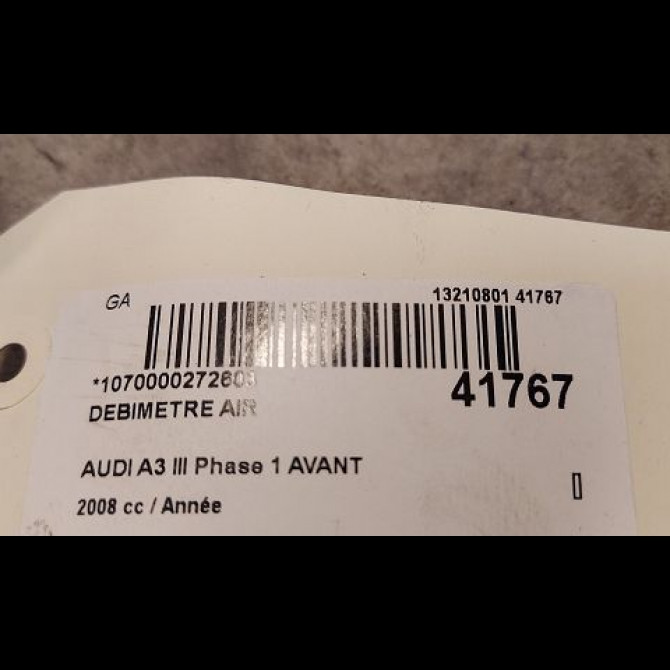 GA 13210801 41767
*1070000272603 41767
DEBIMETRE AIR
AUDI A3 III Phase 1 AVANT
2008 cc / Année